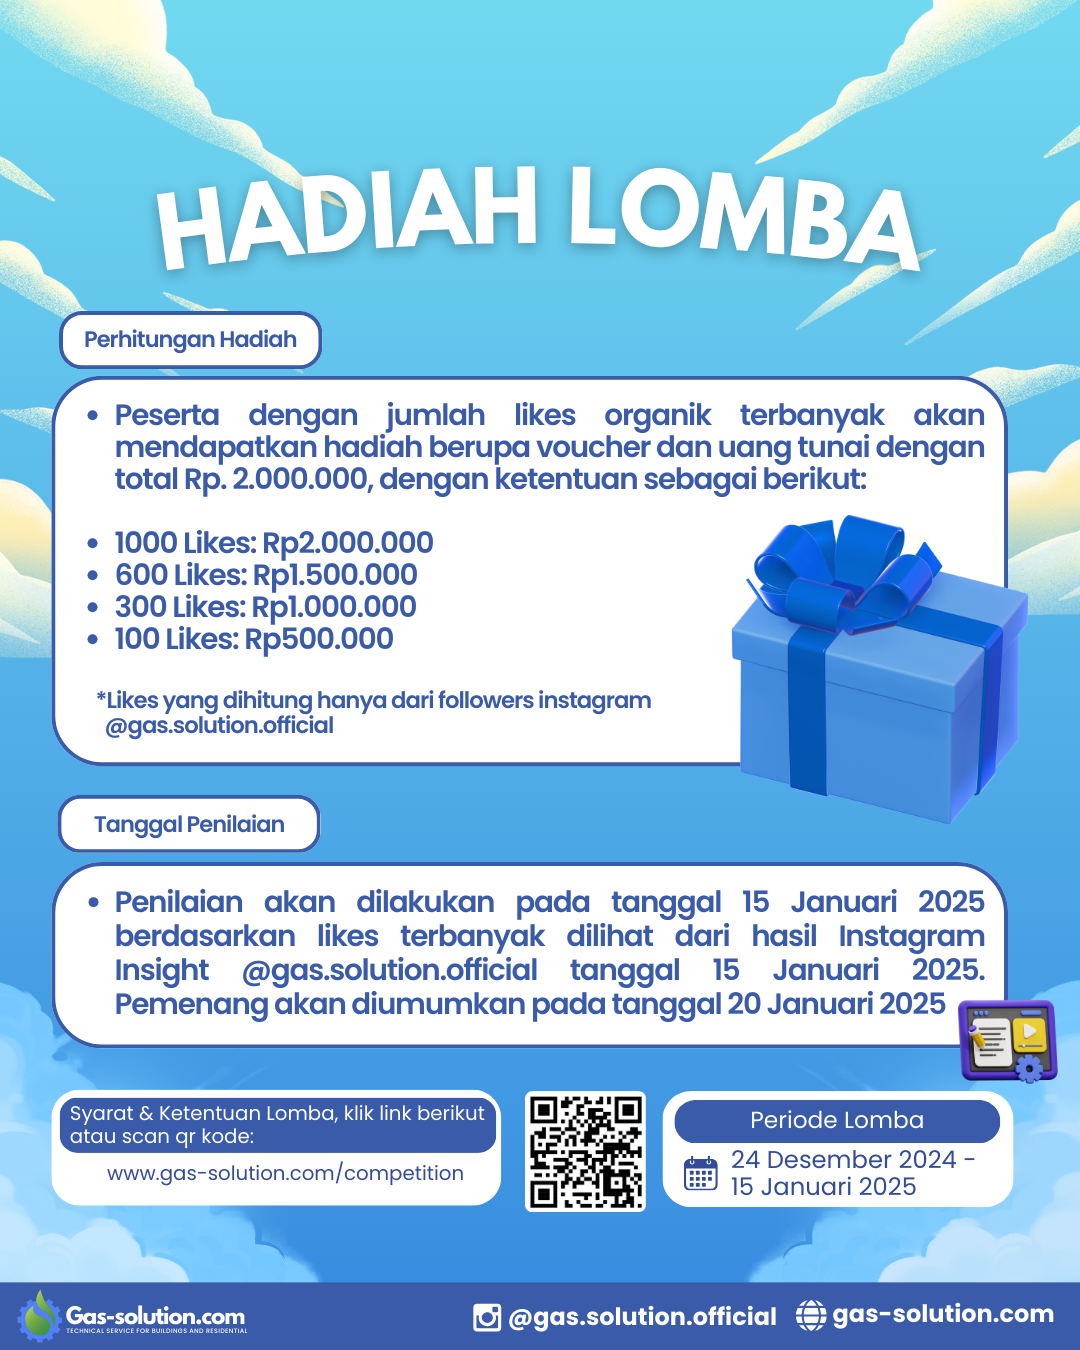 HADIAH LOMBA
Perhitungan Hadiah
• Peserta dengan jumlah likes organik terbanyak akan
mendapatkan hadiah berupa voucher dan uang tunai dengan
total Rp. 2.000.000, dengan ketentuan sebagai berikut:
• 1000 Likes: Rp2.000.000
• 600 Likes: Rp1.500.000
• 300 Likes: Rp1.000.000
• 100 Likes: Rp500.000
*Likes yang dihitung hanya dari followers instagram
@gas.solution.official
Tanggal Penilaian
• Penilaian akan dilakukan pada tanggal 15 Januari 2025
berdasarkan likes terbanyak dilihat dari hasil Instagram
Insight @gas.solution.official tanggal 15 Januari 2025.
Pemenang akan diumumkan pada tanggal 20 Januari 2025
Syarat & Ketentuan Lomba, klik link berikut
atau scan qr kode:
www.gas-solution.com/competition
Periode Lomba
24 Desember 2024 -
15 Januari 2025
Gas-solution.com
TECHNICAL SERVICE FOR BUILDINGS AND RESIDENTIAL
@gas.solution.official
gas-solution.com